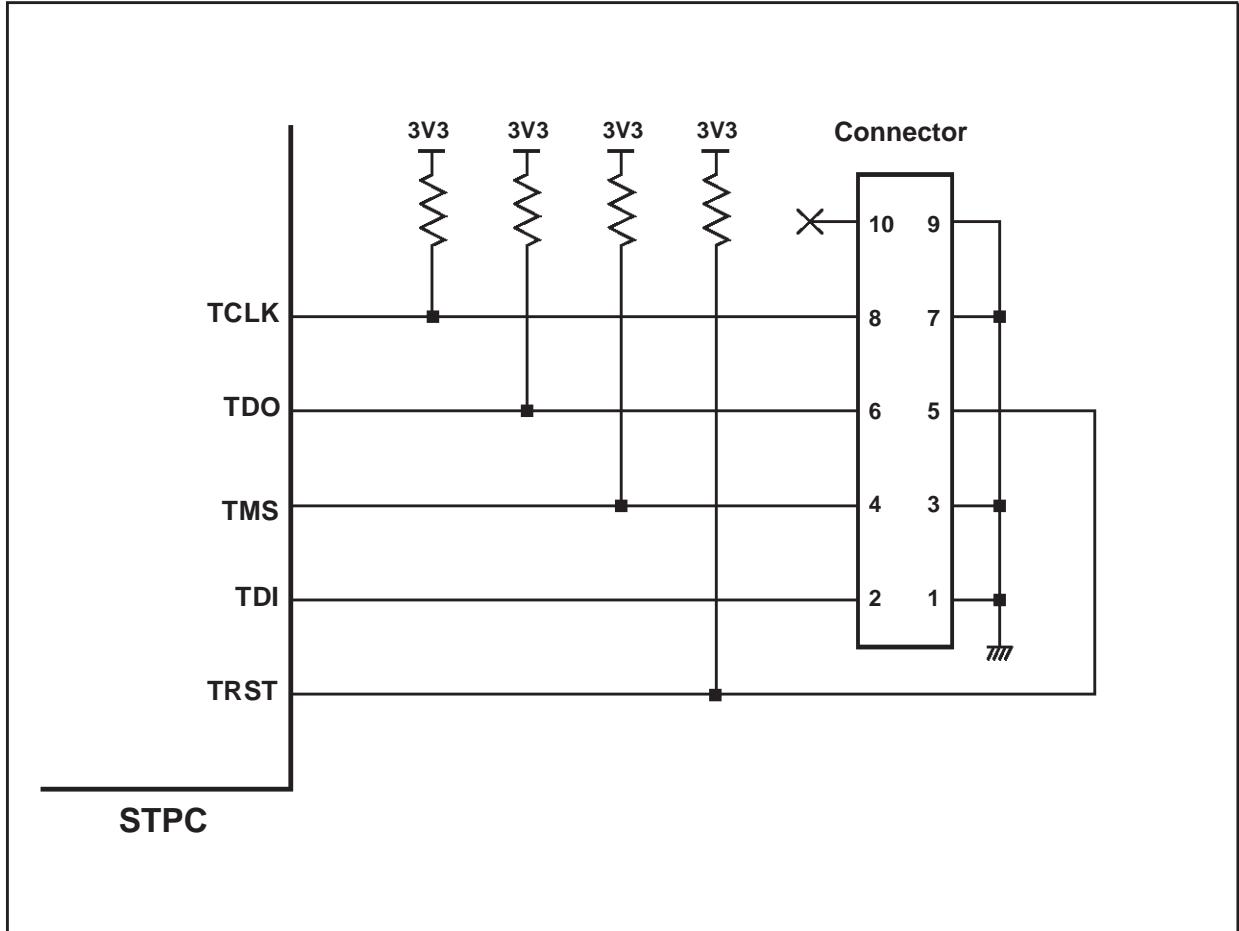 3V3 3V3 3V3 3V3 Connector
10 9
TCLK 8 7
TDO 6 5
TMS 4 3
TDI 2 1
TRST
STPC